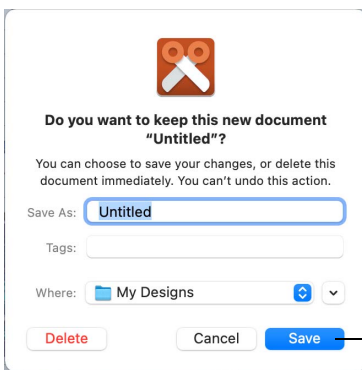 Do you want to keep this new document
“Untitled”?
You can choose to save your changes, or delete this
document immediately. You can’t undo this action.
Save As: Untitled
Tags:
Where: My Designs
Delete Cancel Save